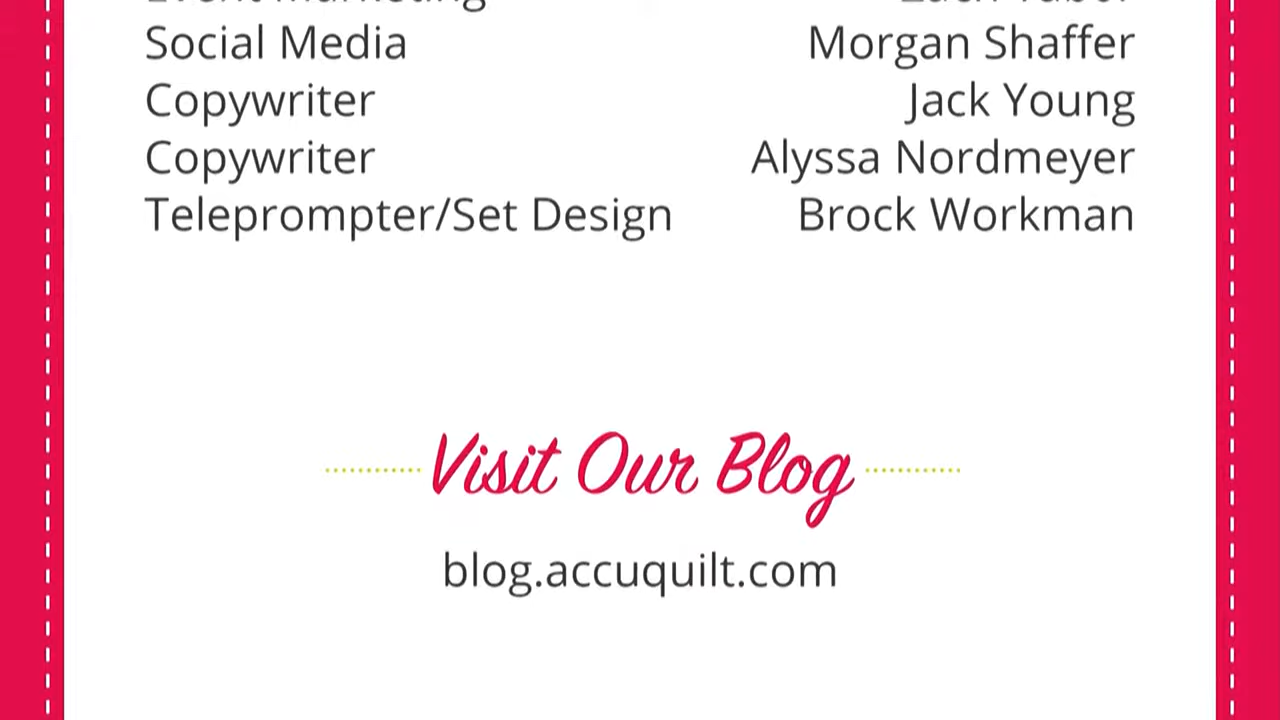 Social Media Morgan Shaffer
Copywriter Jack Young
Copywriter Alyssa Nordmeyer
Teleprompter/Set Design Brock Workman
Visit Our Blog
blog.accuquilt.com